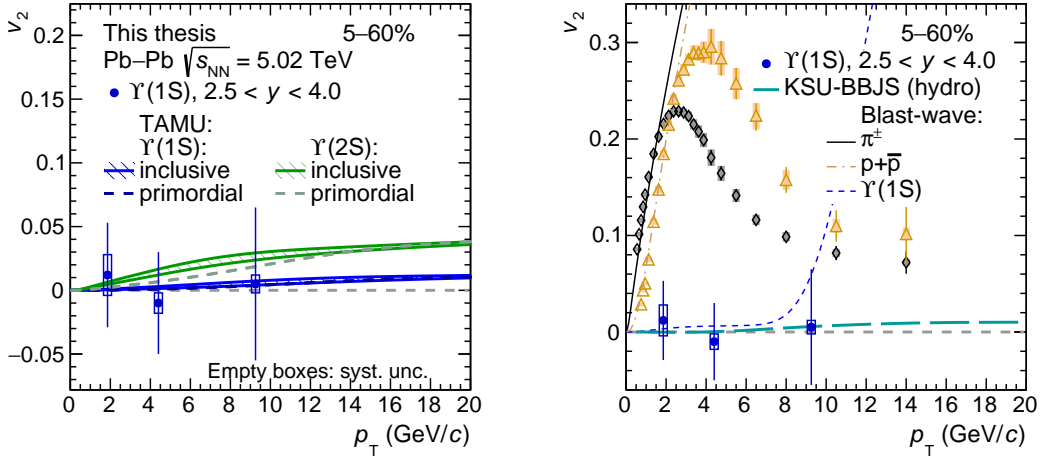 v₂
0.2
0.15
0.1
0.05
0
−0.05
This thesis
5–60%
Pb–Pb √sNN = 5.02 TeV
ϒ(1S), 2.5 < y < 4.0
TAMU:
ϒ(1S): ϒ(2S):
inclusive inclusive
primordial primordial
Empty boxes: syst. unc.
0 2 4 6 8 10 12 14 16 18 20
pT (GeV/c)
v₂
0.3
0.2
0.1
0
5–60%
ϒ(1S), 2.5 < y < 4.0
KSU-BBJS (hydro)
Blast-wave:
π±
p+p̅
ϒ(1S)
0 2 4 6 8 10 12 14 16 18 20
pT (GeV/c)